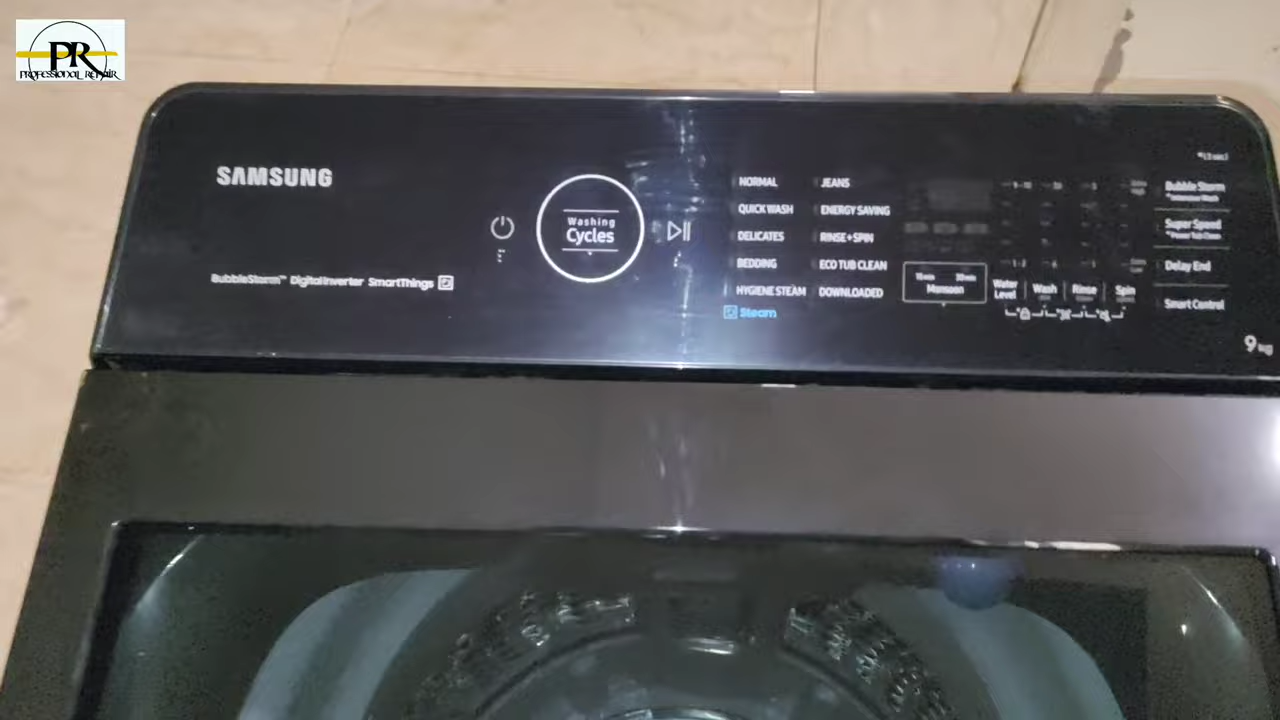 PR
PROFESSIONAL REPAIR
SAMSUNG
BubbleStorm™ DigitalInverter SmartThings
Washing
Cycles
NORMAL
QUICK WASH
DELICATES
BEDDING
HYGIENE STEAM
Steam
JEANS
ENERGY SAVING
RINSE+SPIN
ECO TUB CLEAN
DOWNLOADED
Monsoon
Water
Level
Wash
Rinse
Spin
Bubble Storm
Super Speed
Delay End
Smart Control
9 kg